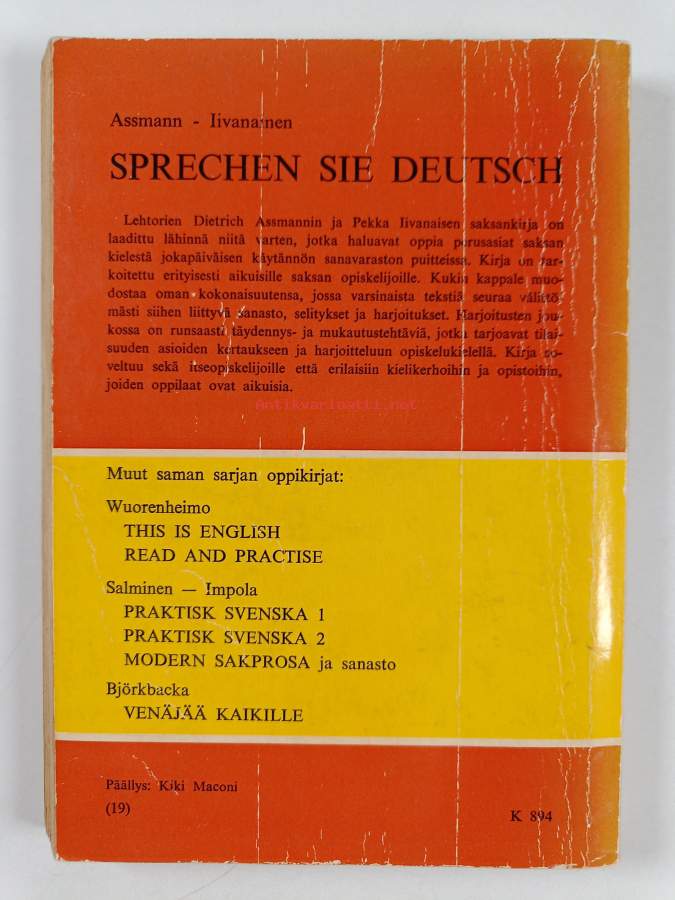 Assmann - Iivanainen
SPRECHEN SIE DEUTSCH
Lehtorien Dietrich Assmannin ja Pekka Iivanaisen saksankirja on
laadittu lähinnä niitä varten, jotka haluavat oppia perusasiat saksan
kielestä jokapäiväisen käytännön sanavaraston puitteissa. Kirja on tar-
koitettu erityisesti aikuisille saksan opiskelijoille. Kukin kappale muo-
dostaa oman kokonaisuutensa, jossa varsinaista tekstiä seuraa välittö-
mästi siihen liittyvä sanasto, selitykset ja harjoitukset. Harjoitusten jou-
kossa on runsaasti täydennys- ja mukautustehtäviä, jotka tarjoavat tilai-
suuden asioiden kertaukseen ja harjoitteluun opiskelukielellä. Kirja so-
veltuu sekä itseopiskelijoille että erilaisiin kielikerhoihin ja opistoihin,
joiden oppilaat ovat aikuisia.
Antikvariaatti.net
Muut saman sarjan oppikirjat:
Wuorenheimo
THIS IS ENGLISH
READ AND PRACTISE
Salminen — Impola
PRAKTISK SVENSKA 1
PRAKTISK SVENSKA 2
MODERN SAKPROSA ja sanasto
Björkbacka
VENÄJÄÄ KAIKILLE
Päällys: Kiki Maconi
(19)
K 894